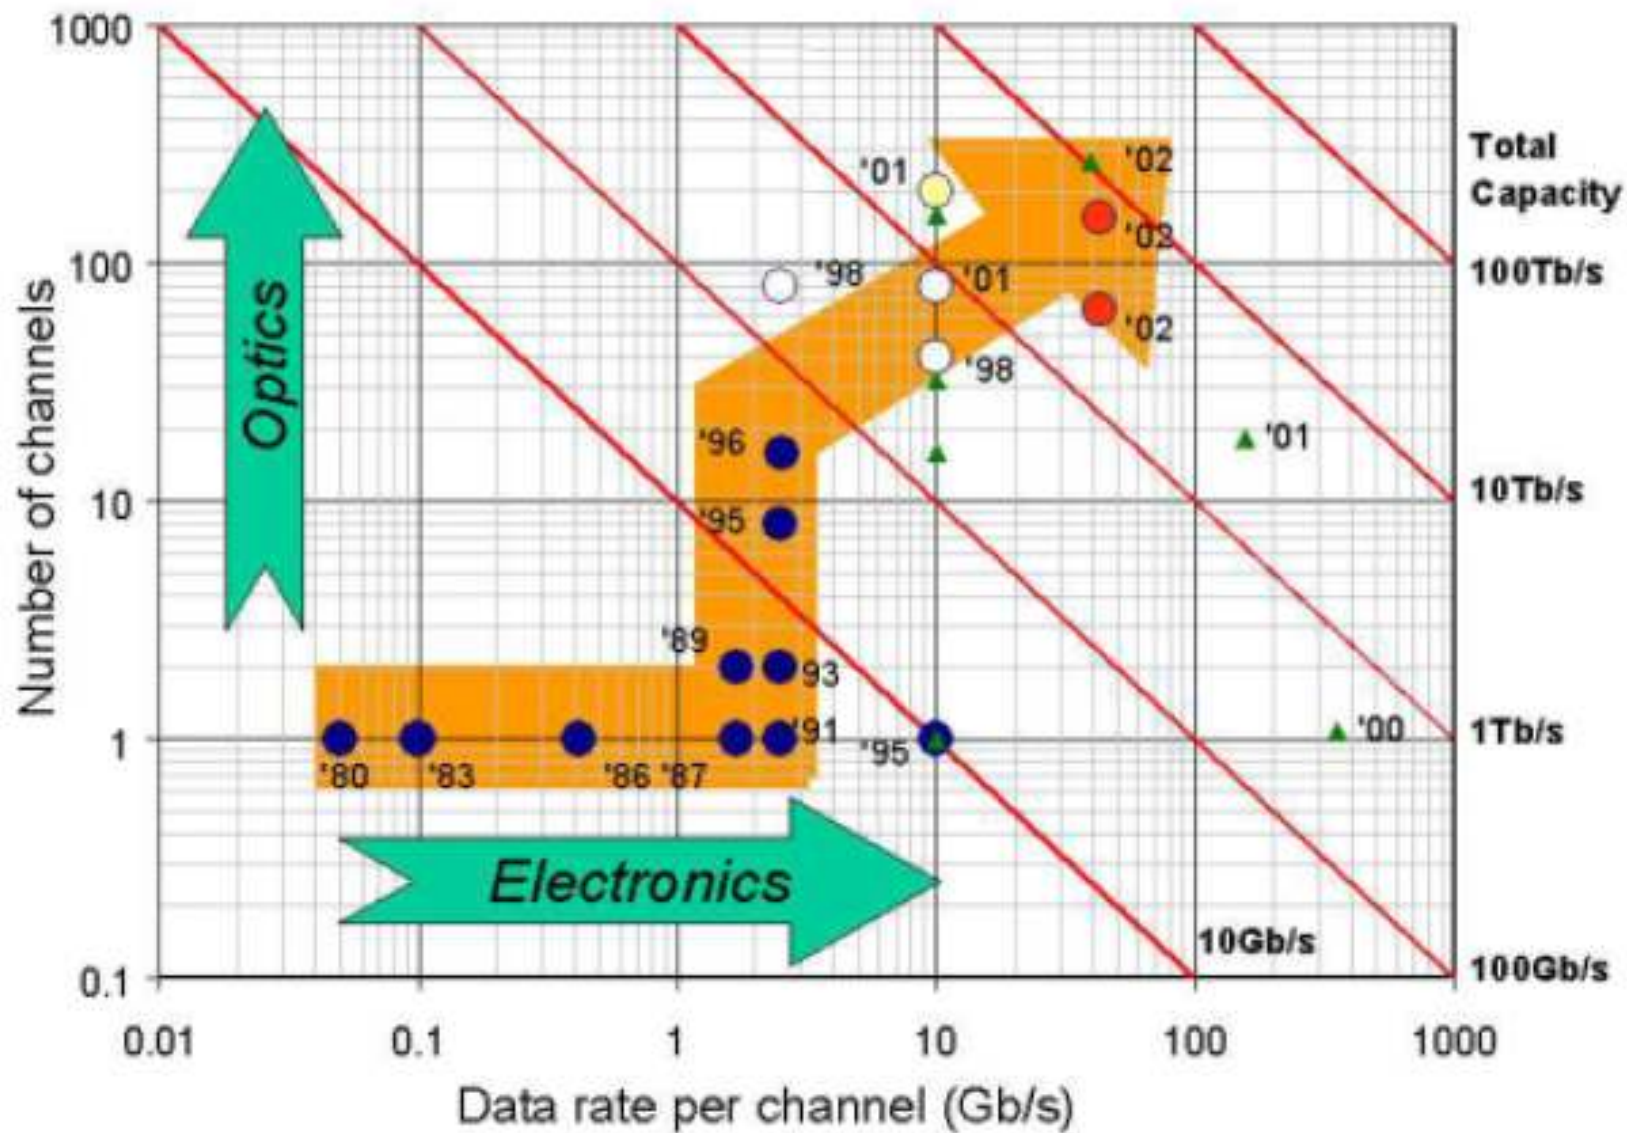 1000
100
10
1
0.1
0.01
0.1
1
10
100
1000
Number of channels
Data rate per channel (Gb/s)
Optics
Electronics
Total
Capacity
100Tb/s
10Tb/s
1Tb/s
100Gb/s
10Gb/s
'01
'02
'02
'98
'01
'02
'98
'96
'01
'95
'89
93
'91
'95
'00
'80
'83
'86 '87